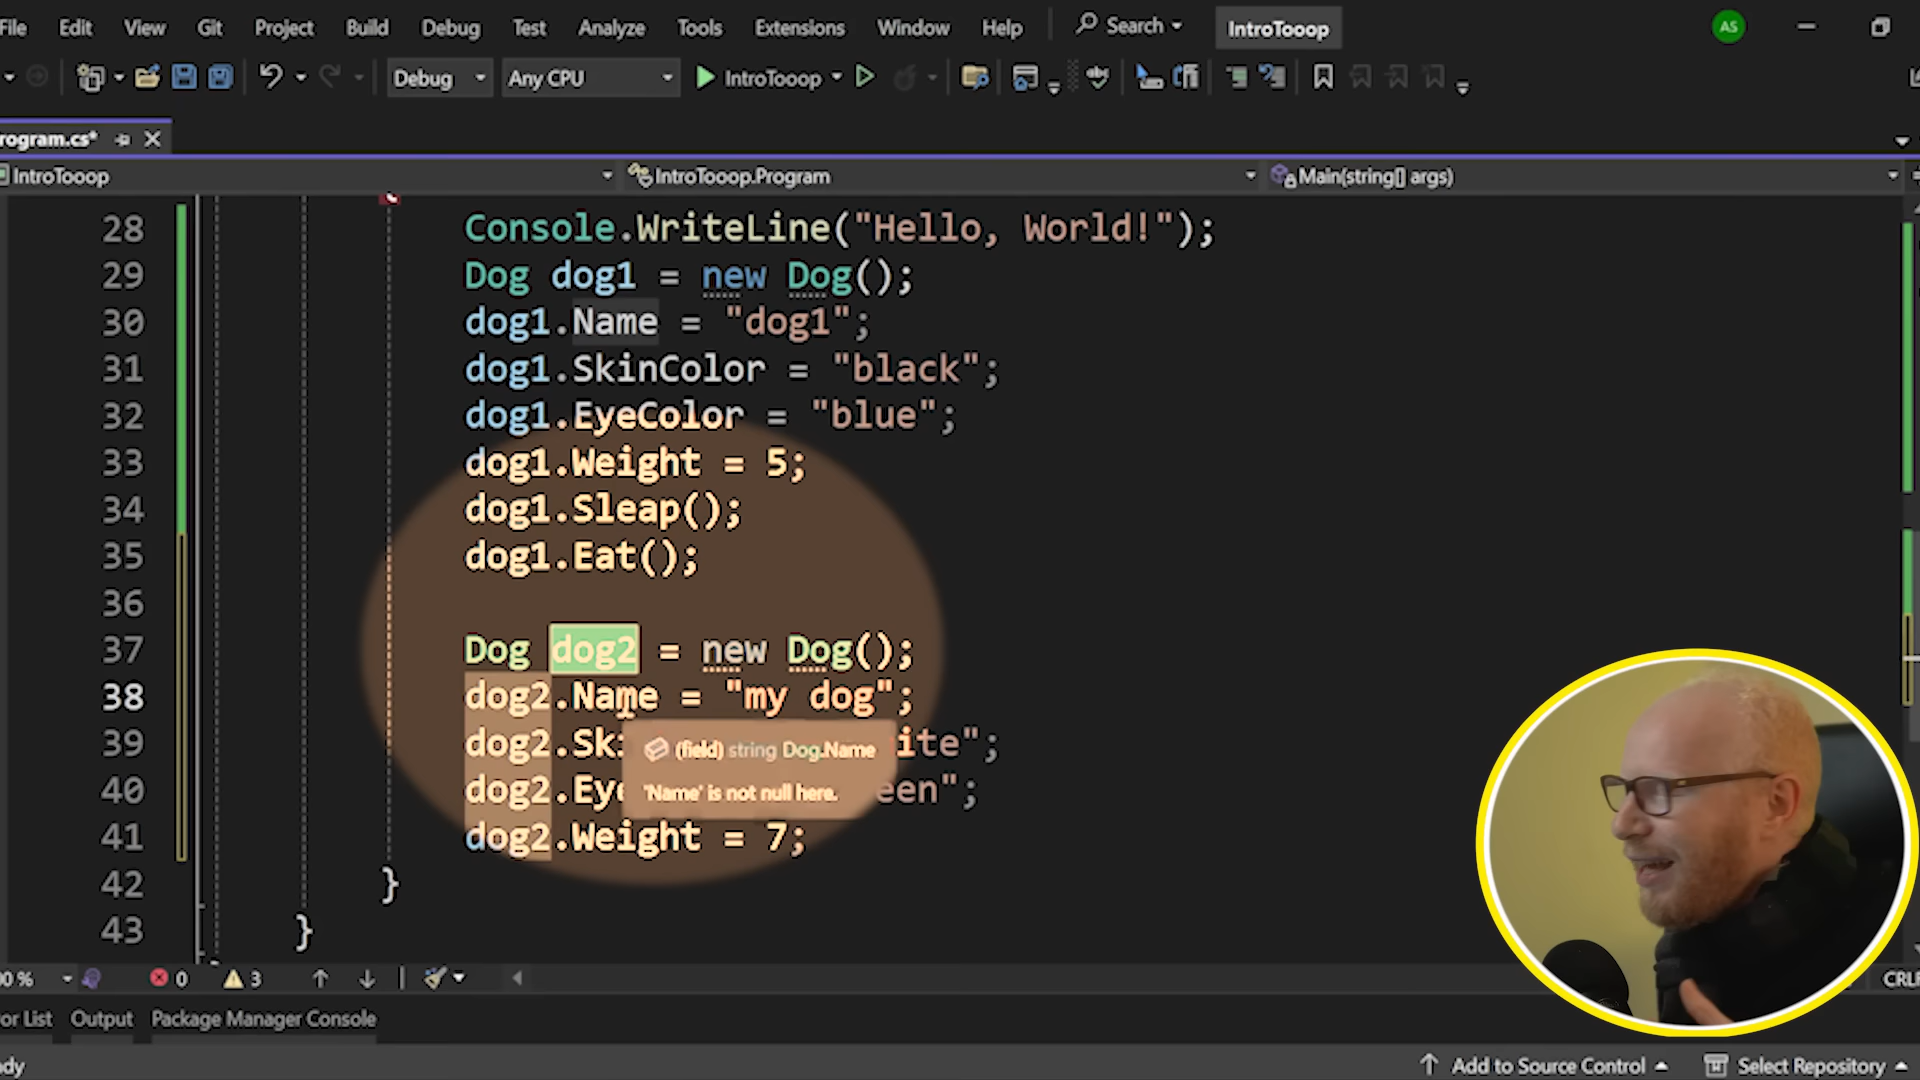 File Edit View Git Project Build Debug Test Analyze Tools Extensions Window Help Search IntroTooop AS
Debug Any CPU IntroTooop
rogram.cs*
IntroTooop IntroTooop.Program Main(string[] args)
28 Console.WriteLine("Hello, World!");
29 Dog dog1 = new Dog();
30 dog1.Name = "dog1";
31 dog1.SkinColor = "black";
32 dog1.EyeColor = "blue";
33 dog1.Weight = 5;
34 dog1.Sleap();
35 dog1.Eat();
36
37 Dog dog2 = new Dog();
38 dog2.Name = "my dog";
39 dog2.Ski ite";
(field) string Dog.Name
40 dog2.Eye een";
'Name' is not null here.
41 dog2.Weight = 7;
42 }
43 }
00 % 0 3 CRLF
or List Output Package Manager Console
dy Add to Source Control Select Repository